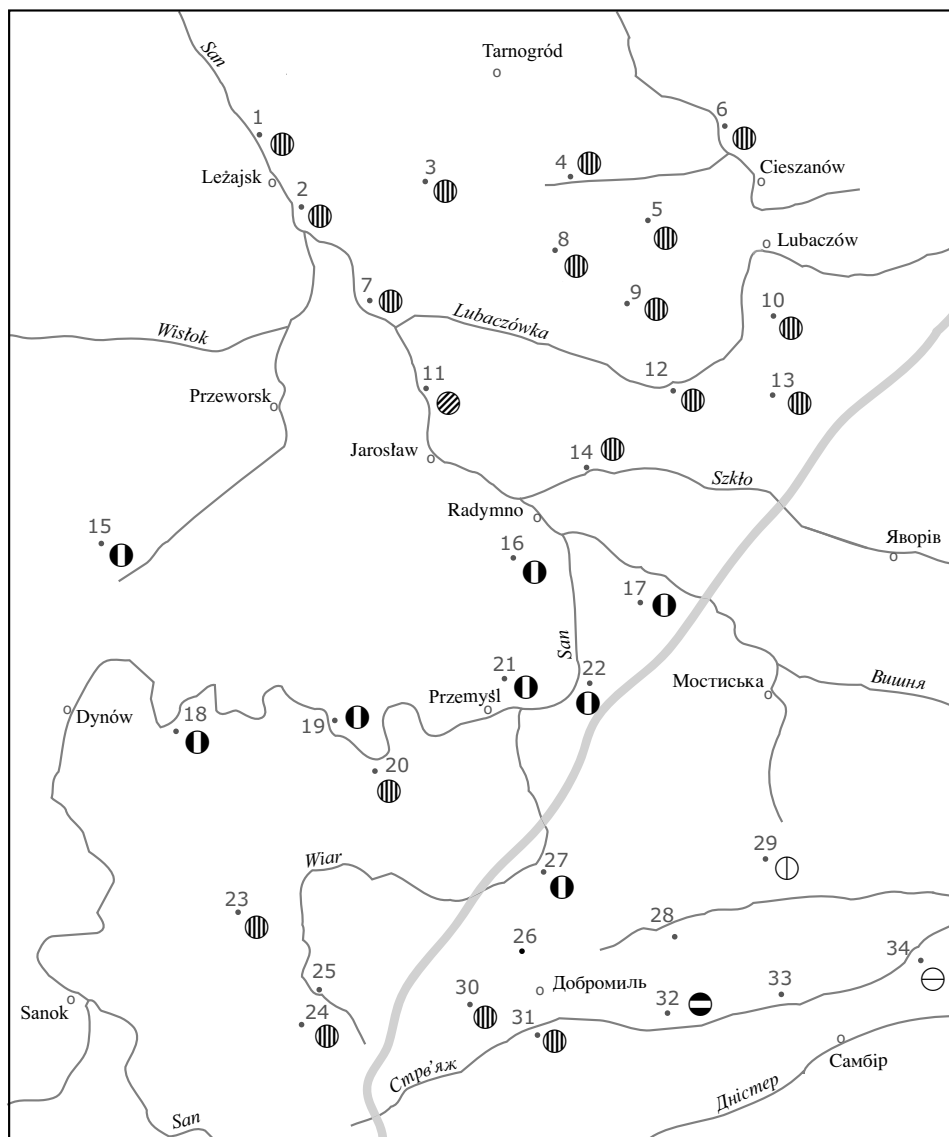 San
Tarnogród
1
6
Leżajsk
3
4
Cieszanów
2
5
8
Lubaczów
7
9
10
Lubaczówka
Wisłok
11
12
13
Przeworsk
Jarosław
14
Szkło
Radymno
15
16
Яворів
17
San
21
22
Мостиська
Вишня
Przemyśl
Dynów
18
19
20
Wiar
27
29
23
28
26
34
25
33
Добромиль
30
32
Sanok
24
31
Стрв'яж
Самбір
Дністер
San